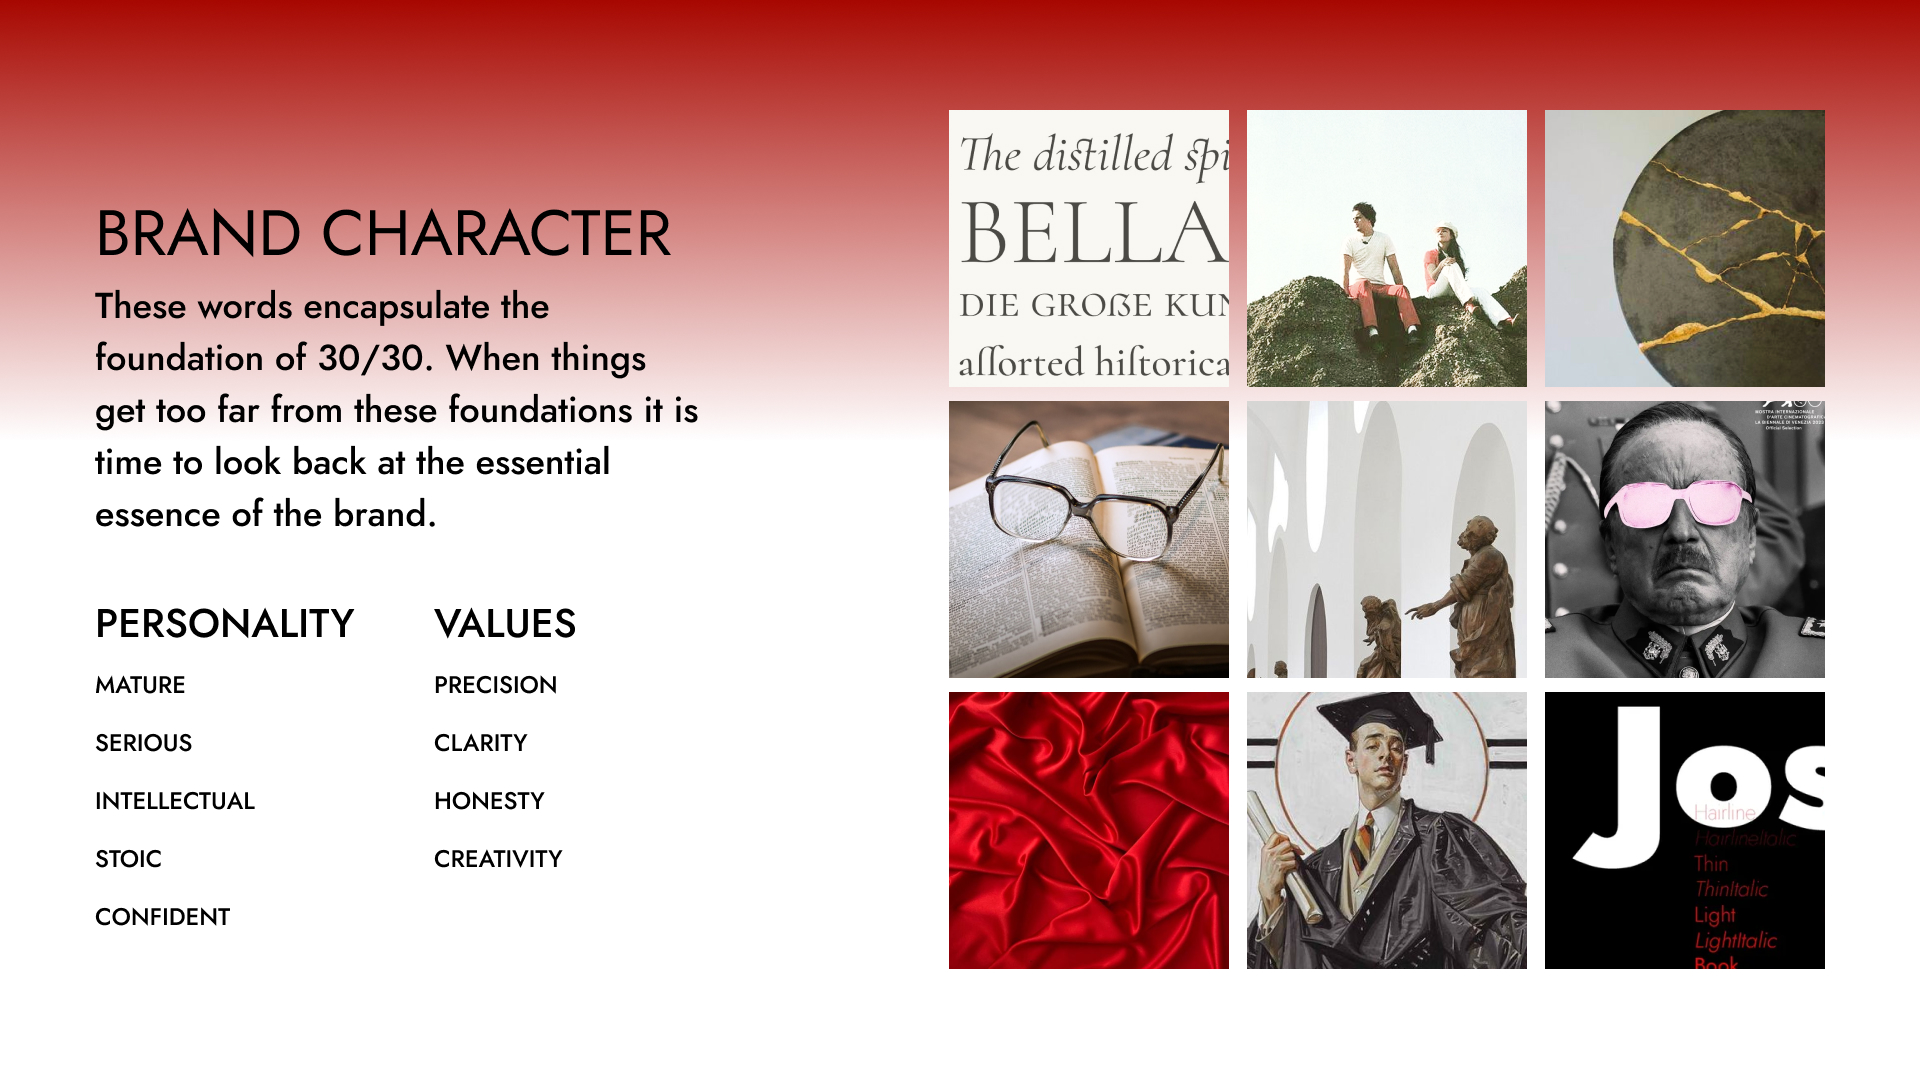 BRAND CHARACTER
These words encapsulate the
foundation of 30/30. When things
get too far from these foundations it is
time to look back at the essential
essence of the brand.
PERSONALITY
MATURE
SERIOUS
INTELLECTUAL
STOIC
CONFIDENT
VALUES
PRECISION
CLARITY
HONESTY
CREATIVITY
The distilled spi
BELLA
DIE GROẞE KUN
aſſorted hiſtorica
MOSTRA INTERNAZIONALE
D'ARTE CINEMATOGRAFICA
LA BIENNALE DI VENEZIA 2023
Official Selection
Jos
Hairline
HairlineItalic
Thin
ThinItalic
Light
LightItalic
Book